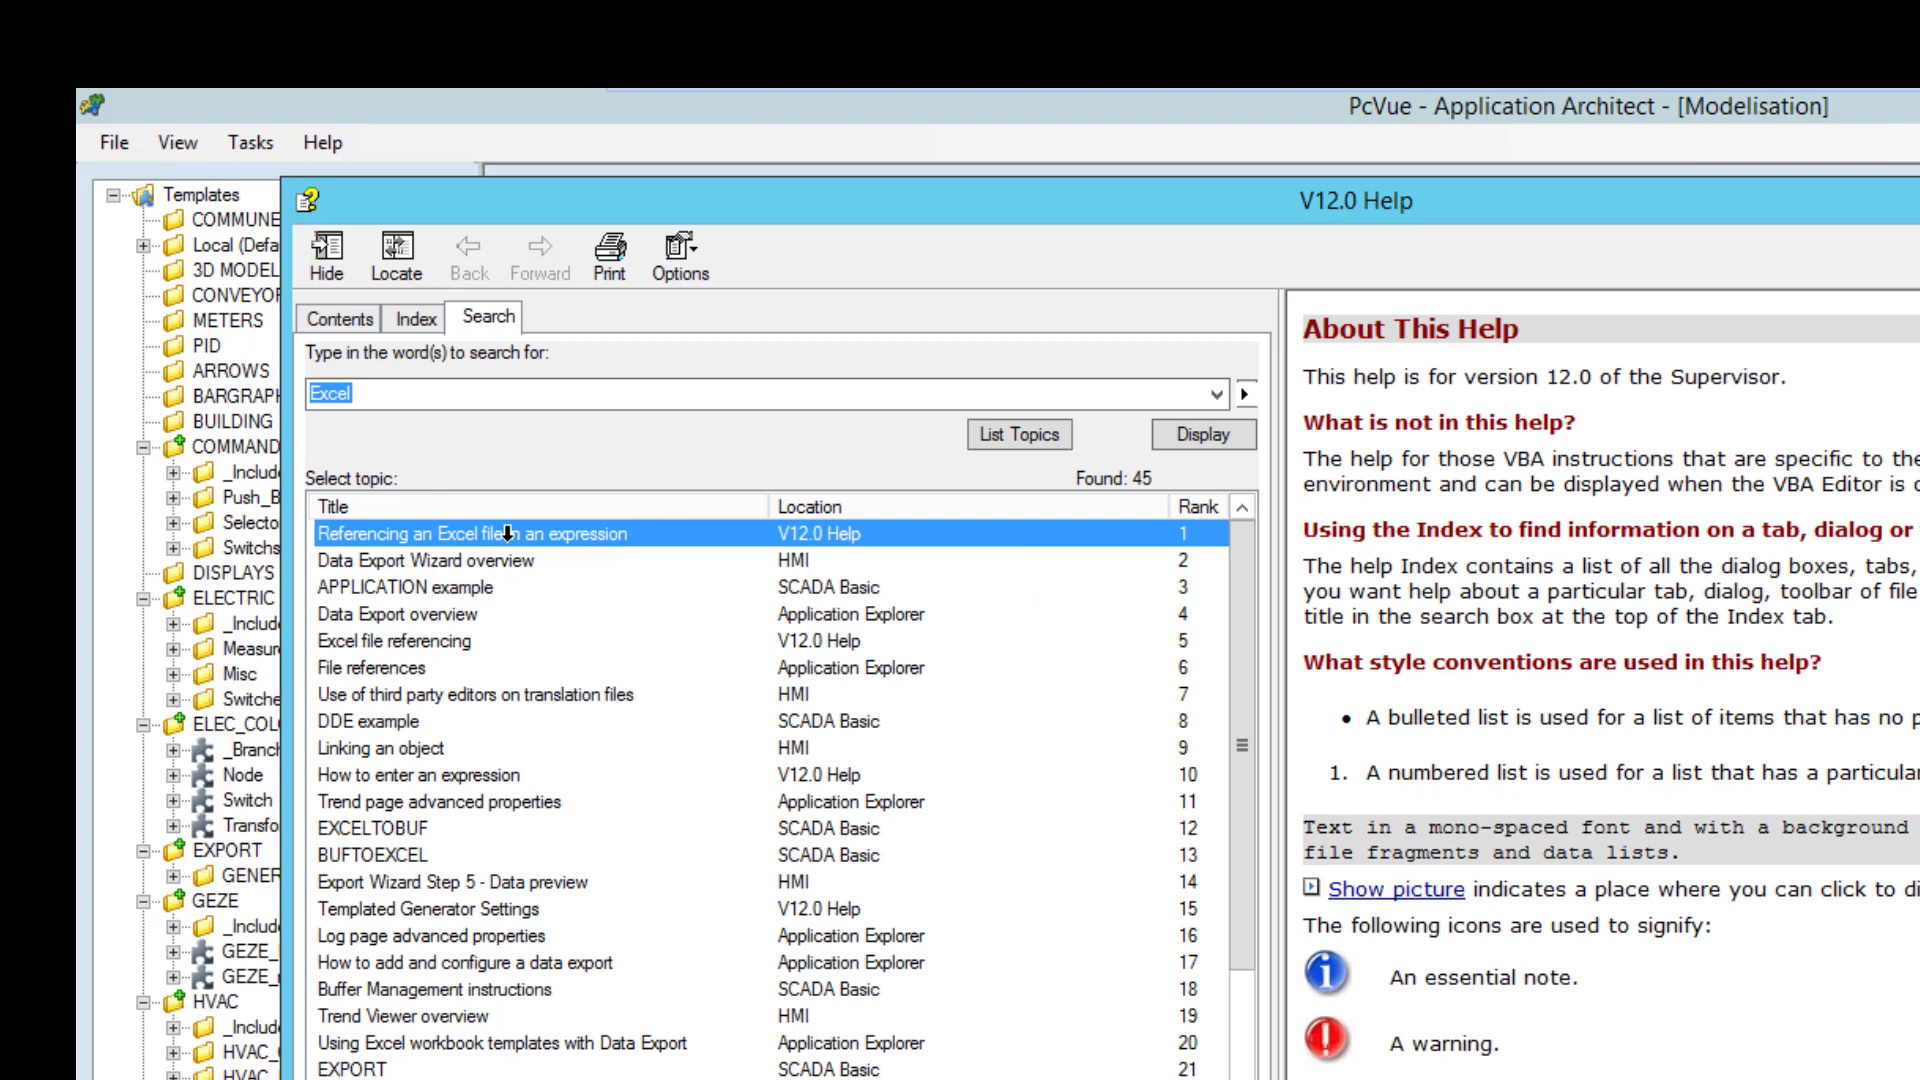 PcVue - Application Architect - [Modelisation]
File View Tasks Help
Templates
COMMUNE
Local (Defa
3D MODEL
CONVEYOR
METERS
PID
ARROWS
BARGRAPH
BUILDING
COMMAND
_Include
Push_B
Selecto
Switchs
DISPLAYS
ELECTRIC
_Include
Measure
Misc
Switche
ELEC_COLO
_Branch
Node
Switch
Transfo
EXPORT
GENER
GEZE
_Include
GEZE_
GEZE_
HVAC
_Include
HVAC_
HVAC
V12.0 Help
Hide Locate Back Forward Print Options
Contents Index Search
Type in the word(s) to search for:
Excel
List Topics Display
Select topic: Found: 45
Title Location Rank
Referencing an Excel file in an expression V12.0 Help 1
Data Export Wizard overview HMI 2
APPLICATION example SCADA Basic 3
Data Export overview Application Explorer 4
Excel file referencing V12.0 Help 5
File references Application Explorer 6
Use of third party editors on translation files HMI 7
DDE example SCADA Basic 8
Linking an object HMI 9
How to enter an expression V12.0 Help 10
Trend page advanced properties Application Explorer 11
EXCELTOBUF SCADA Basic 12
BUFTOEXCEL SCADA Basic 13
Export Wizard Step 5 - Data preview HMI 14
Templated Generator Settings V12.0 Help 15
Log page advanced properties Application Explorer 16
How to add and configure a data export Application Explorer 17
Buffer Management instructions SCADA Basic 18
Trend Viewer overview HMI 19
Using Excel workbook templates with Data Export Application Explorer 20
EXPORT SCADA Basic 21
About This Help
This help is for version 12.0 of the Supervisor.
What is not in this help?
The help for those VBA instructions that are specific to the
environment and can be displayed when the VBA Editor is o
Using the Index to find information on a tab, dialog or
The help Index contains a list of all the dialog boxes, tabs,
you want help about a particular tab, dialog, toolbar of file
title in the search box at the top of the Index tab.
What style conventions are used in this help?
• A bulleted list is used for a list of items that has no p
1. A numbered list is used for a list that has a particular
Text in a mono-spaced font and with a background
file fragments and data lists.
Show picture indicates a place where you can click to di
The following icons are used to signify:
An essential note.
A warning.